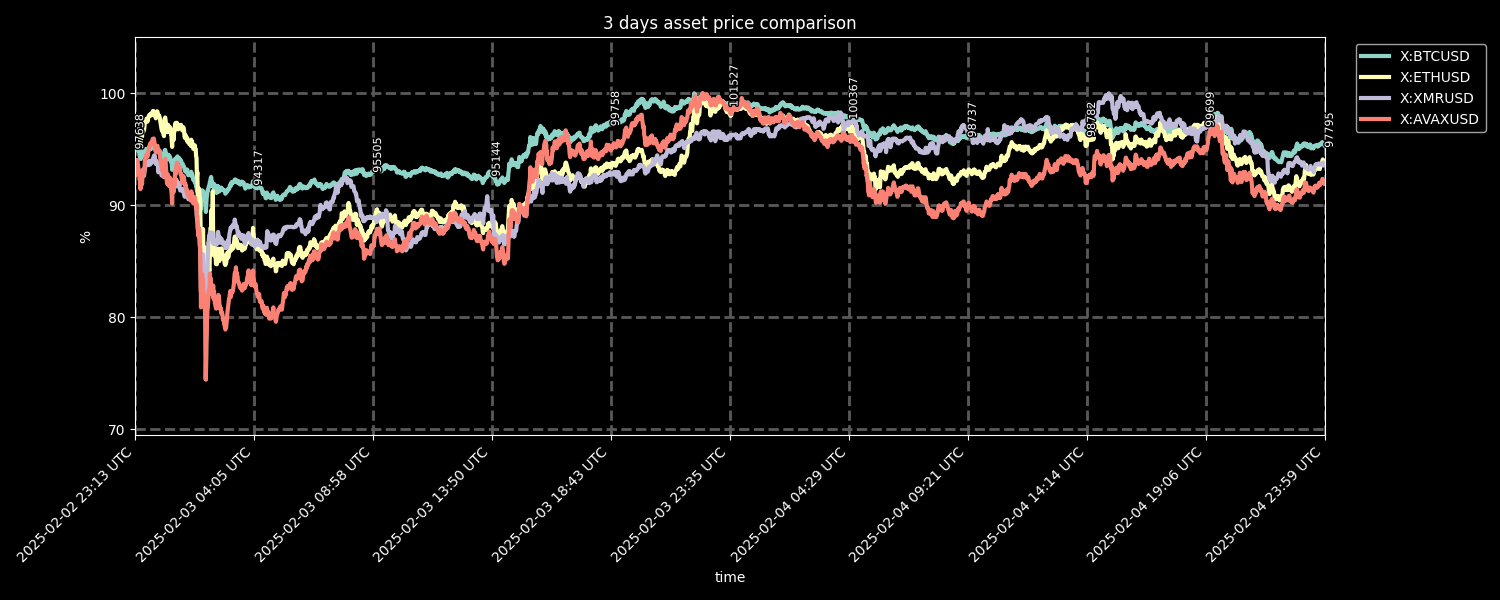 3 days asset price comparison
X:BTCUSD
X:ETHUSD
X:XMRUSD
X:AVAXUSD
%
100
90
80
70
94317
95505
95144
99758
101527
100367
98737
98782
99699
97795
2025-02-02 23:13 UTC
2025-02-03 04:05 UTC
2025-02-03 08:58 UTC
2025-02-03 13:50 UTC
2025-02-03 18:43 UTC
2025-02-03 23:35 UTC
2025-02-04 04:29 UTC
2025-02-04 09:21 UTC
2025-02-04 14:14 UTC
2025-02-04 19:06 UTC
2025-02-04 23:59 UTC
time